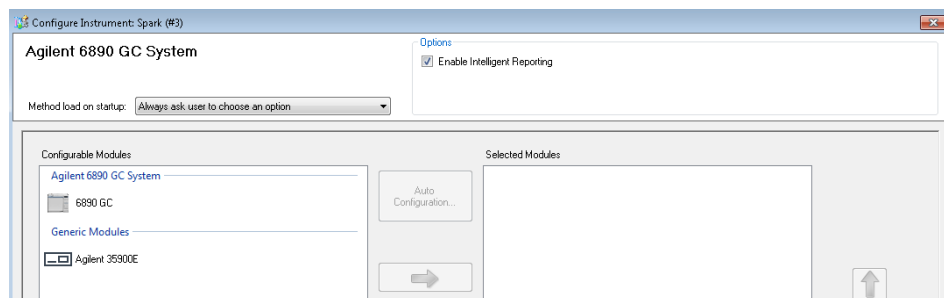 Configure Instrument: Spark (#3)
Agilent 6890 GC System
Options
Enable Intelligent Reporting
Method load on startup: Always ask user to choose an option
Configurable Modules
Selected Modules
Agilent 6890 GC System
6890 GC
Generic Modules
Agilent 35900E
Auto
Configuration...